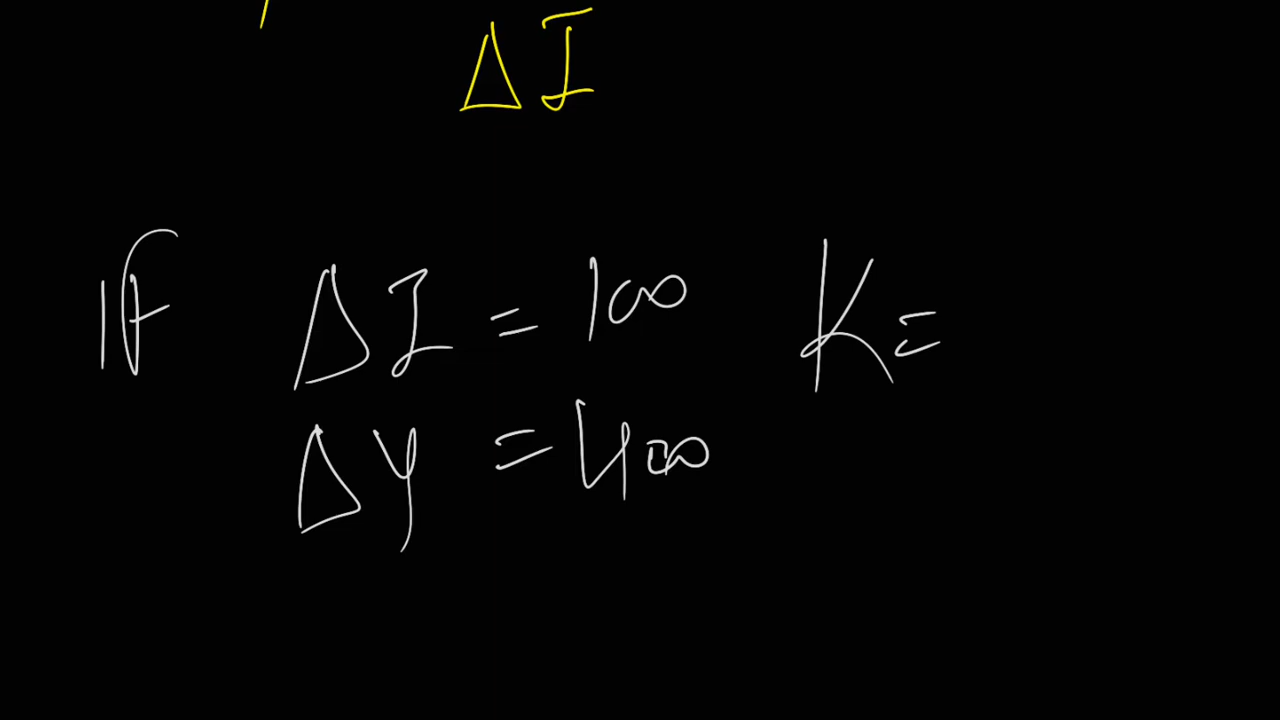 ΔI
If ΔI = 100 K=
ΔY = 400